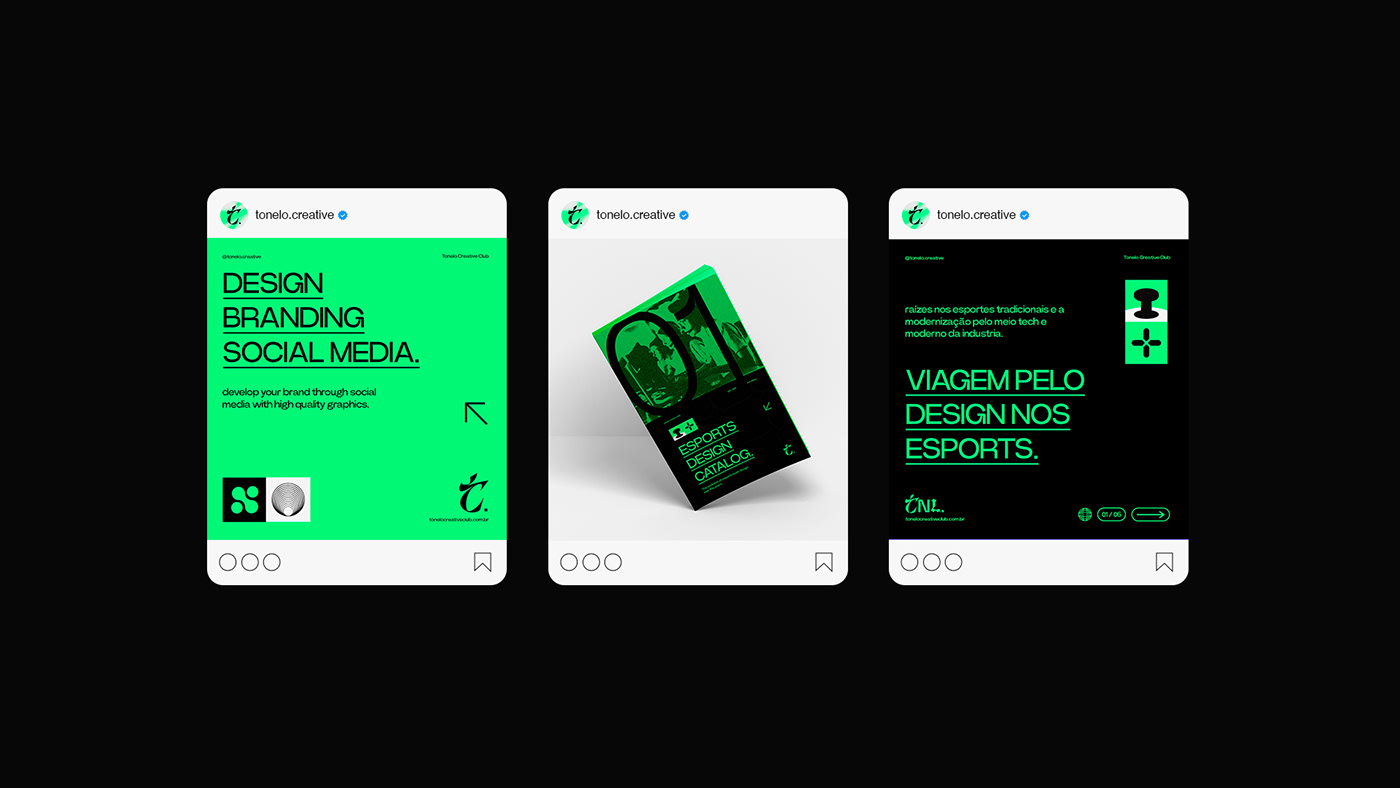 tonelo.creative
@tonelo.creative
Tonelo Creative Club
DESIGN
BRANDING
SOCIAL MEDIA.
develop your brand through social
media with high quality graphics.
tonelocreativeclub.com.br
tonelo.creative
01
ESPORTS
DESIGN
CATALOG.
tonelo.creative
@tonelo.creative
Tonelo Creative Club
raízes nos esportes tradicionais e a
modernização pelo meio tech e
moderno da industria.
VIAGEM PELO
DESIGN NOS
ESPORTS.
TNL.
tonelocreativeclub.com.br
01 / 05